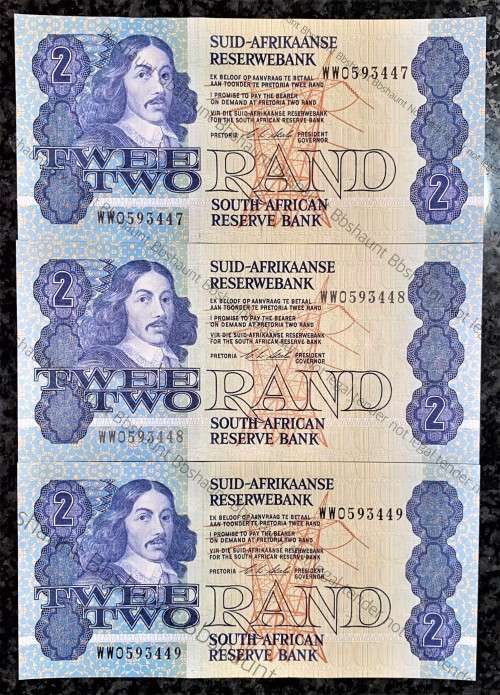 2
SUID-AFRIKAANSE
RESERWEBANK
WW0593447
EK BELOOF OP AANVRAAG TE BETAAL
AAN TOONDER TE PRETORIA TWEE RAND
I PROMISE TO PAY THE BEARER
ON DEMAND AT PRETORIA TWO RAND
VIR DIE SUID-AFRIKAANSE RESERWEBANK
FOR THE SOUTH AFRICAN RESERVE BANK
PRETORIA
PRESIDENT
GOVERNOR
TWEE
TWO
RAND
2
WW0593447
SOUTH AFRICAN
RESERVE BANK
2
SUID-AFRIKAANSE
RESERWEBANK
WW0593448
EK BELOOF OP AANVRAAG TE BETAAL
AAN TOONDER TE PRETORIA TWEE RAND
I PROMISE TO PAY THE BEARER
ON DEMAND AT PRETORIA TWO RAND
VIR DIE SUID-AFRIKAANSE RESERWEBANK
FOR THE SOUTH AFRICAN RESERVE BANK
PRETORIA
PRESIDENT
GOVERNOR
TWEE
TWO
RAND
2
WW0593448
SOUTH AFRICAN
RESERVE BANK
2
SUID-AFRIKAANSE
RESERWEBANK
WW0593449
EK BELOOF OP AANVRAAG TE BETAAL
AAN TOONDER TE PRETORIA TWEE RAND
I PROMISE TO PAY THE BEARER
ON DEMAND AT PRETORIA TWO RAND
VIR DIE SUID-AFRIKAANSE RESERWEBANK
FOR THE SOUTH AFRICAN RESERVE BANK
PRETORIA
PRESIDENT
GOVERNOR
TWEE
TWO
RAND
2
WW0593449
SOUTH AFRICAN
RESERVE BANK
Bbshaunt
not legal tender